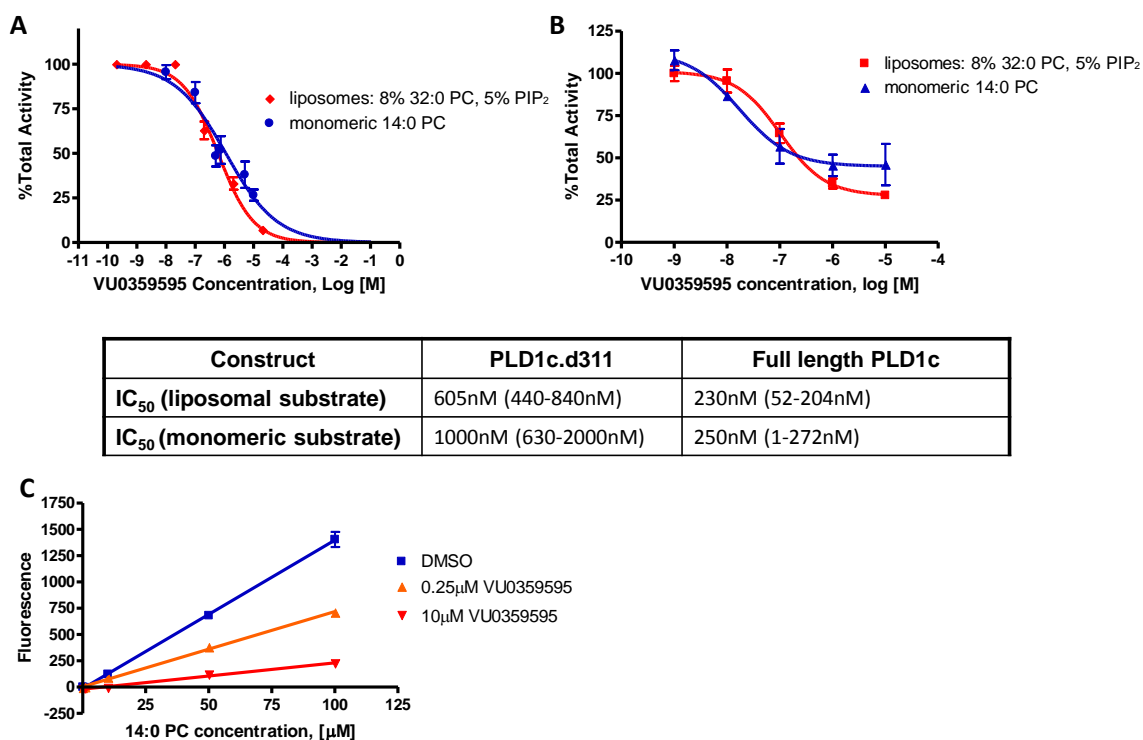 A
%Total Activity
100
75
50
25
0
-11 -10 -9 -8 -7 -6 -5 -4 -3 -2 -1 0
VU0359595 Concentration, Log [M]
liposomes: 8% 32:0 PC, 5% PIP₂
monomeric 14:0 PC
B
%Total Activity
125
100
75
50
25
0
-10 -9 -8 -7 -6 -5 -4
VU0359595 concentration, log [M]
liposomes: 8% 32:0 PC, 5% PIP₂
monomeric 14:0 PC
Construct PLD1c.d311 Full length PLD1c
IC₅₀ (liposomal substrate) 605nM (440-840nM) 230nM (52-204nM)
IC₅₀ (monomeric substrate) 1000nM (630-2000nM) 250nM (1-272nM)
C
Fluorescence
1750
1500
1250
1000
750
500
250
0
-250
25 50 75 100 125
14:0 PC concentration, [µM]
DMSO
0.25µM VU0359595
10µM VU0359595